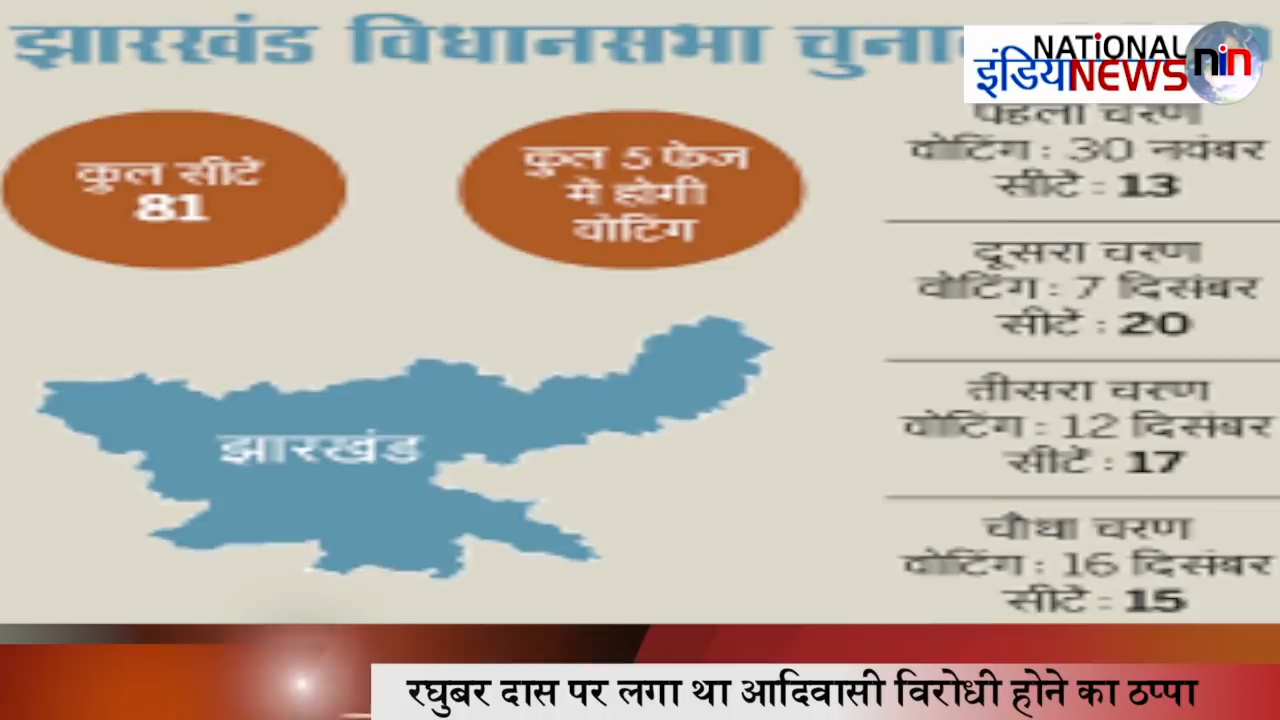 झारखंड विधानसभा
NATIONAL
इंडिया NEWS
nin
कुल सीटें
81
कुल 5 फेज
में होगी
वोटिंग
पहला चरण
वोटिंग : 30 नवंबर
सीटें : 13
दूसरा चरण
वोटिंग : 7 दिसंबर
सीटें : 20
तीसरा चरण
वोटिंग : 12 दिसंबर
सीटें : 17
चौथा चरण
वोटिंग : 16 दिसंबर
सीटें : 15
झारखंड
रघुबर दास पर लगा था आदिवासी विरोधी होने का ठप्पा